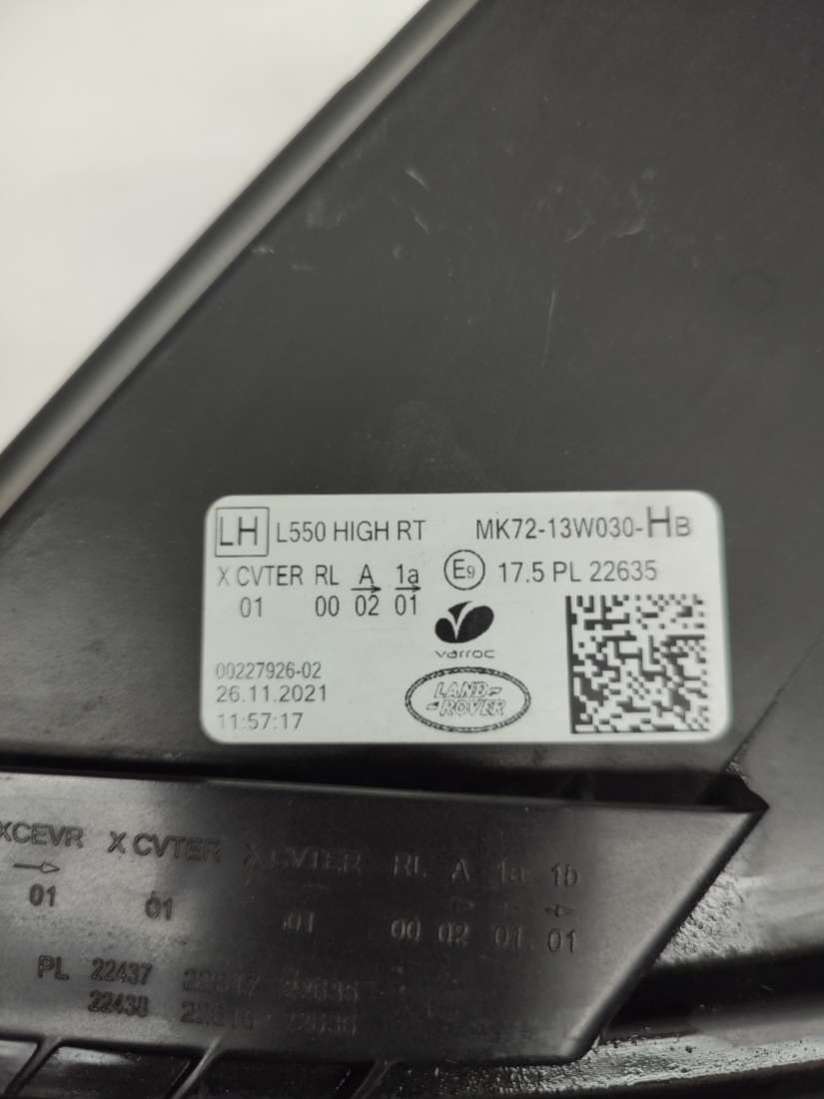 LH L550 HIGH RT MK72-13W030-HB
X CVTER RL A 1a E9 17.5 PL 22635
01 00 02 01
varroc
00227926-02
26.11.2021
11:57:17
LAND-
-ROVER
XCEVR X CVTER X CVTER RL A 1a 1b
01 01 01 00 02 01 01
PL 22437
22438